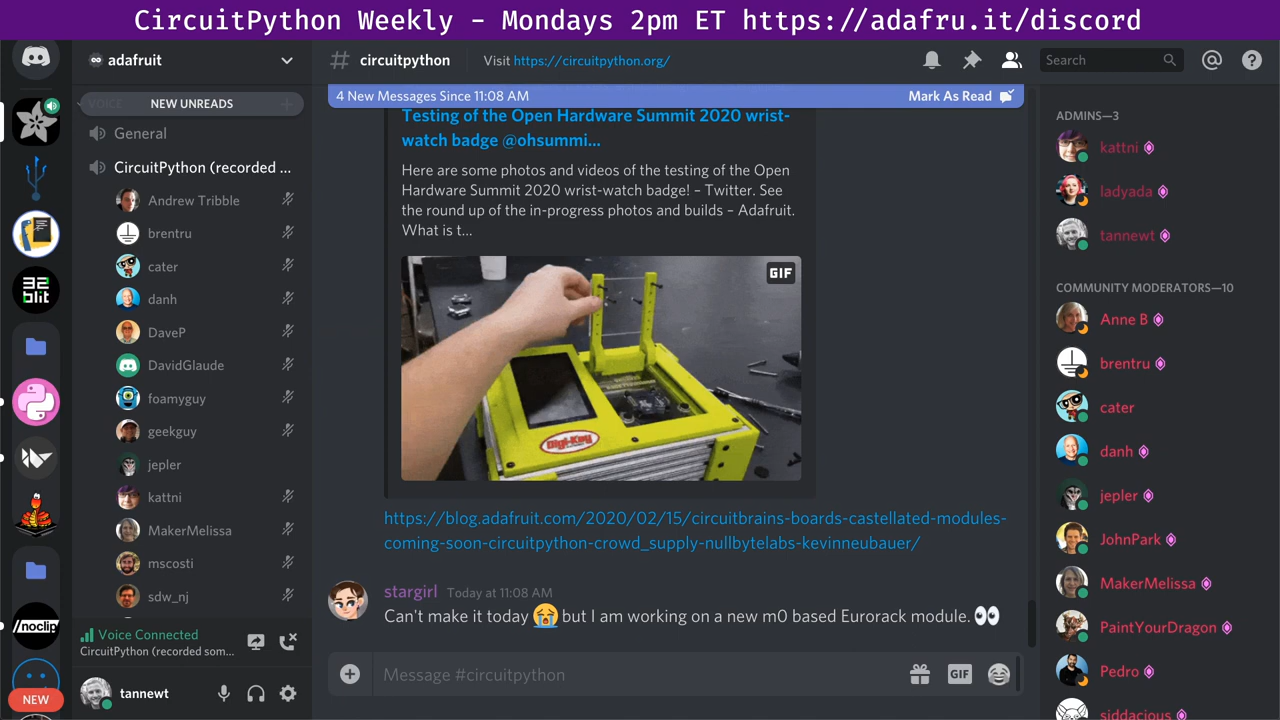 CircuitPython Weekly - Mondays 2pm ET https://adafru.it/discord
adafruit
VOICE
NEW UNREADS
General
CircuitPython (recorded ...
Andrew Tribble
brentru
cater
danh
DaveP
DavidGlaude
foamyguy
geekguy
jepler
kattni
MakerMelissa
mscosti
sdw_nj
Voice Connected
CircuitPython (recorded som...
tannewt
32
blit
/noclip
NEW
# circuitpython
Visit https://circuitpython.org/
Search
4 New Messages Since 11:08 AM
Mark As Read
Testing of the Open Hardware Summit 2020 wrist-
watch badge @ohsummi...
Here are some photos and videos of the testing of the Open
Hardware Summit 2020 wrist-watch badge! – Twitter. See
the round up of the in-progress photos and builds – Adafruit.
What is t...
GIF
Digi-Key
https://blog.adafruit.com/2020/02/15/circuitbrains-boards-castellated-modules-
coming-soon-circuitpython-crowd_supply-nullbytelabs-kevinneubauer/
stargirl Today at 11:08 AM
Can't make it today 😭 but I am working on a new m0 based Eurorack module. 👀
Message #circuitpython
GIF
ADMINS—3
kattni
ladyada
tannewt
COMMUNITY MODERATORS—10
Anne B
brentru
cater
danh
jepler
JohnPark
MakerMelissa
PaintYourDragon
Pedro
siddacious